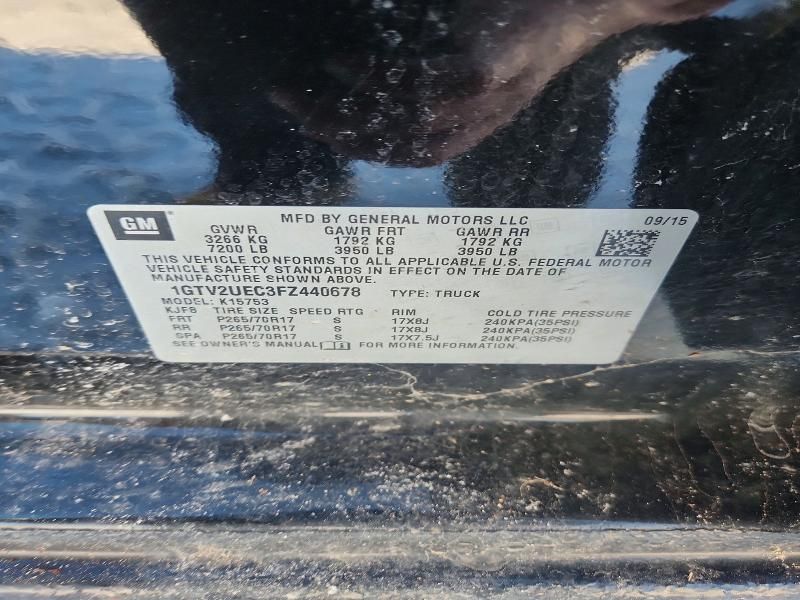 GM
MFD BY GENERAL MOTORS LLC
09/15
GVWR GAWR FRT GAWR RR
3266 KG 1792 KG 1792 KG
7200 LB 3950 LB 3950 LB
THIS VEHICLE CONFORMS TO ALL APPLICABLE U.S. FEDERAL MOTOR
VEHICLE SAFETY STANDARDS IN EFFECT ON THE DATE OF
MANUFACTURE SHOWN ABOVE.
1GTV2UEC3FZ440678 TYPE: TRUCK
MODEL: K15753
KJF8 TIRE SIZE SPEED RTG RIM COLD TIRE PRESSURE
FRT P265/70R17 S 17X8J 240KPA(35PSI)
RR P265/70R17 S 17X8J 240KPA(35PSI)
SPA P265/70R17 S 17X7.5J 240KPA(35PSI)
SEE OWNER'S MANUAL FOR MORE INFORMATION.